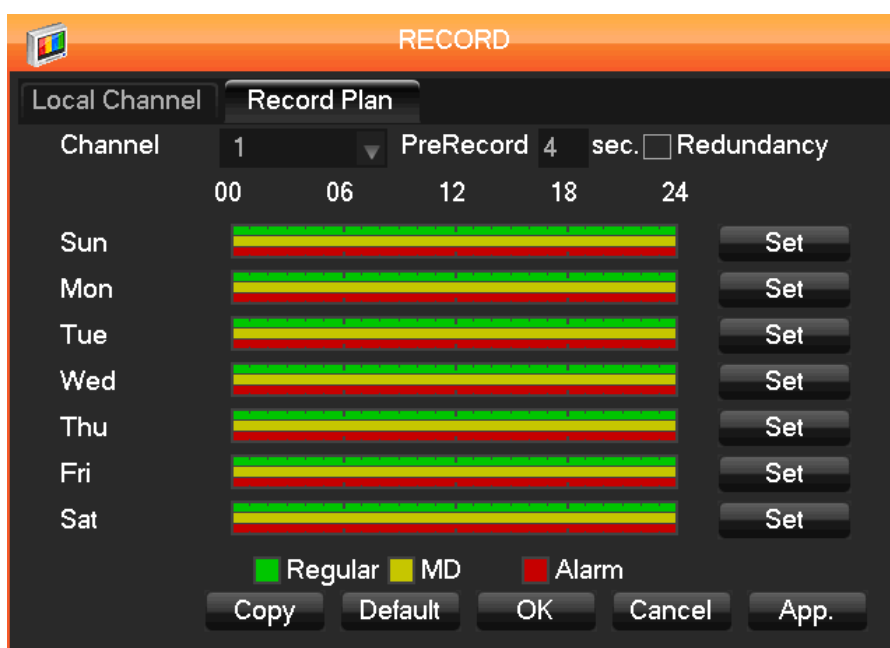 RECORD
Local Channel Record Plan
Channel 1 PreRecord 4 sec. Redundancy
00 06 12 18 24
Sun Set
Mon Set
Tue Set
Wed Set
Thu Set
Fri Set
Sat Set
Regular MD Alarm
Copy Default OK Cancel App.